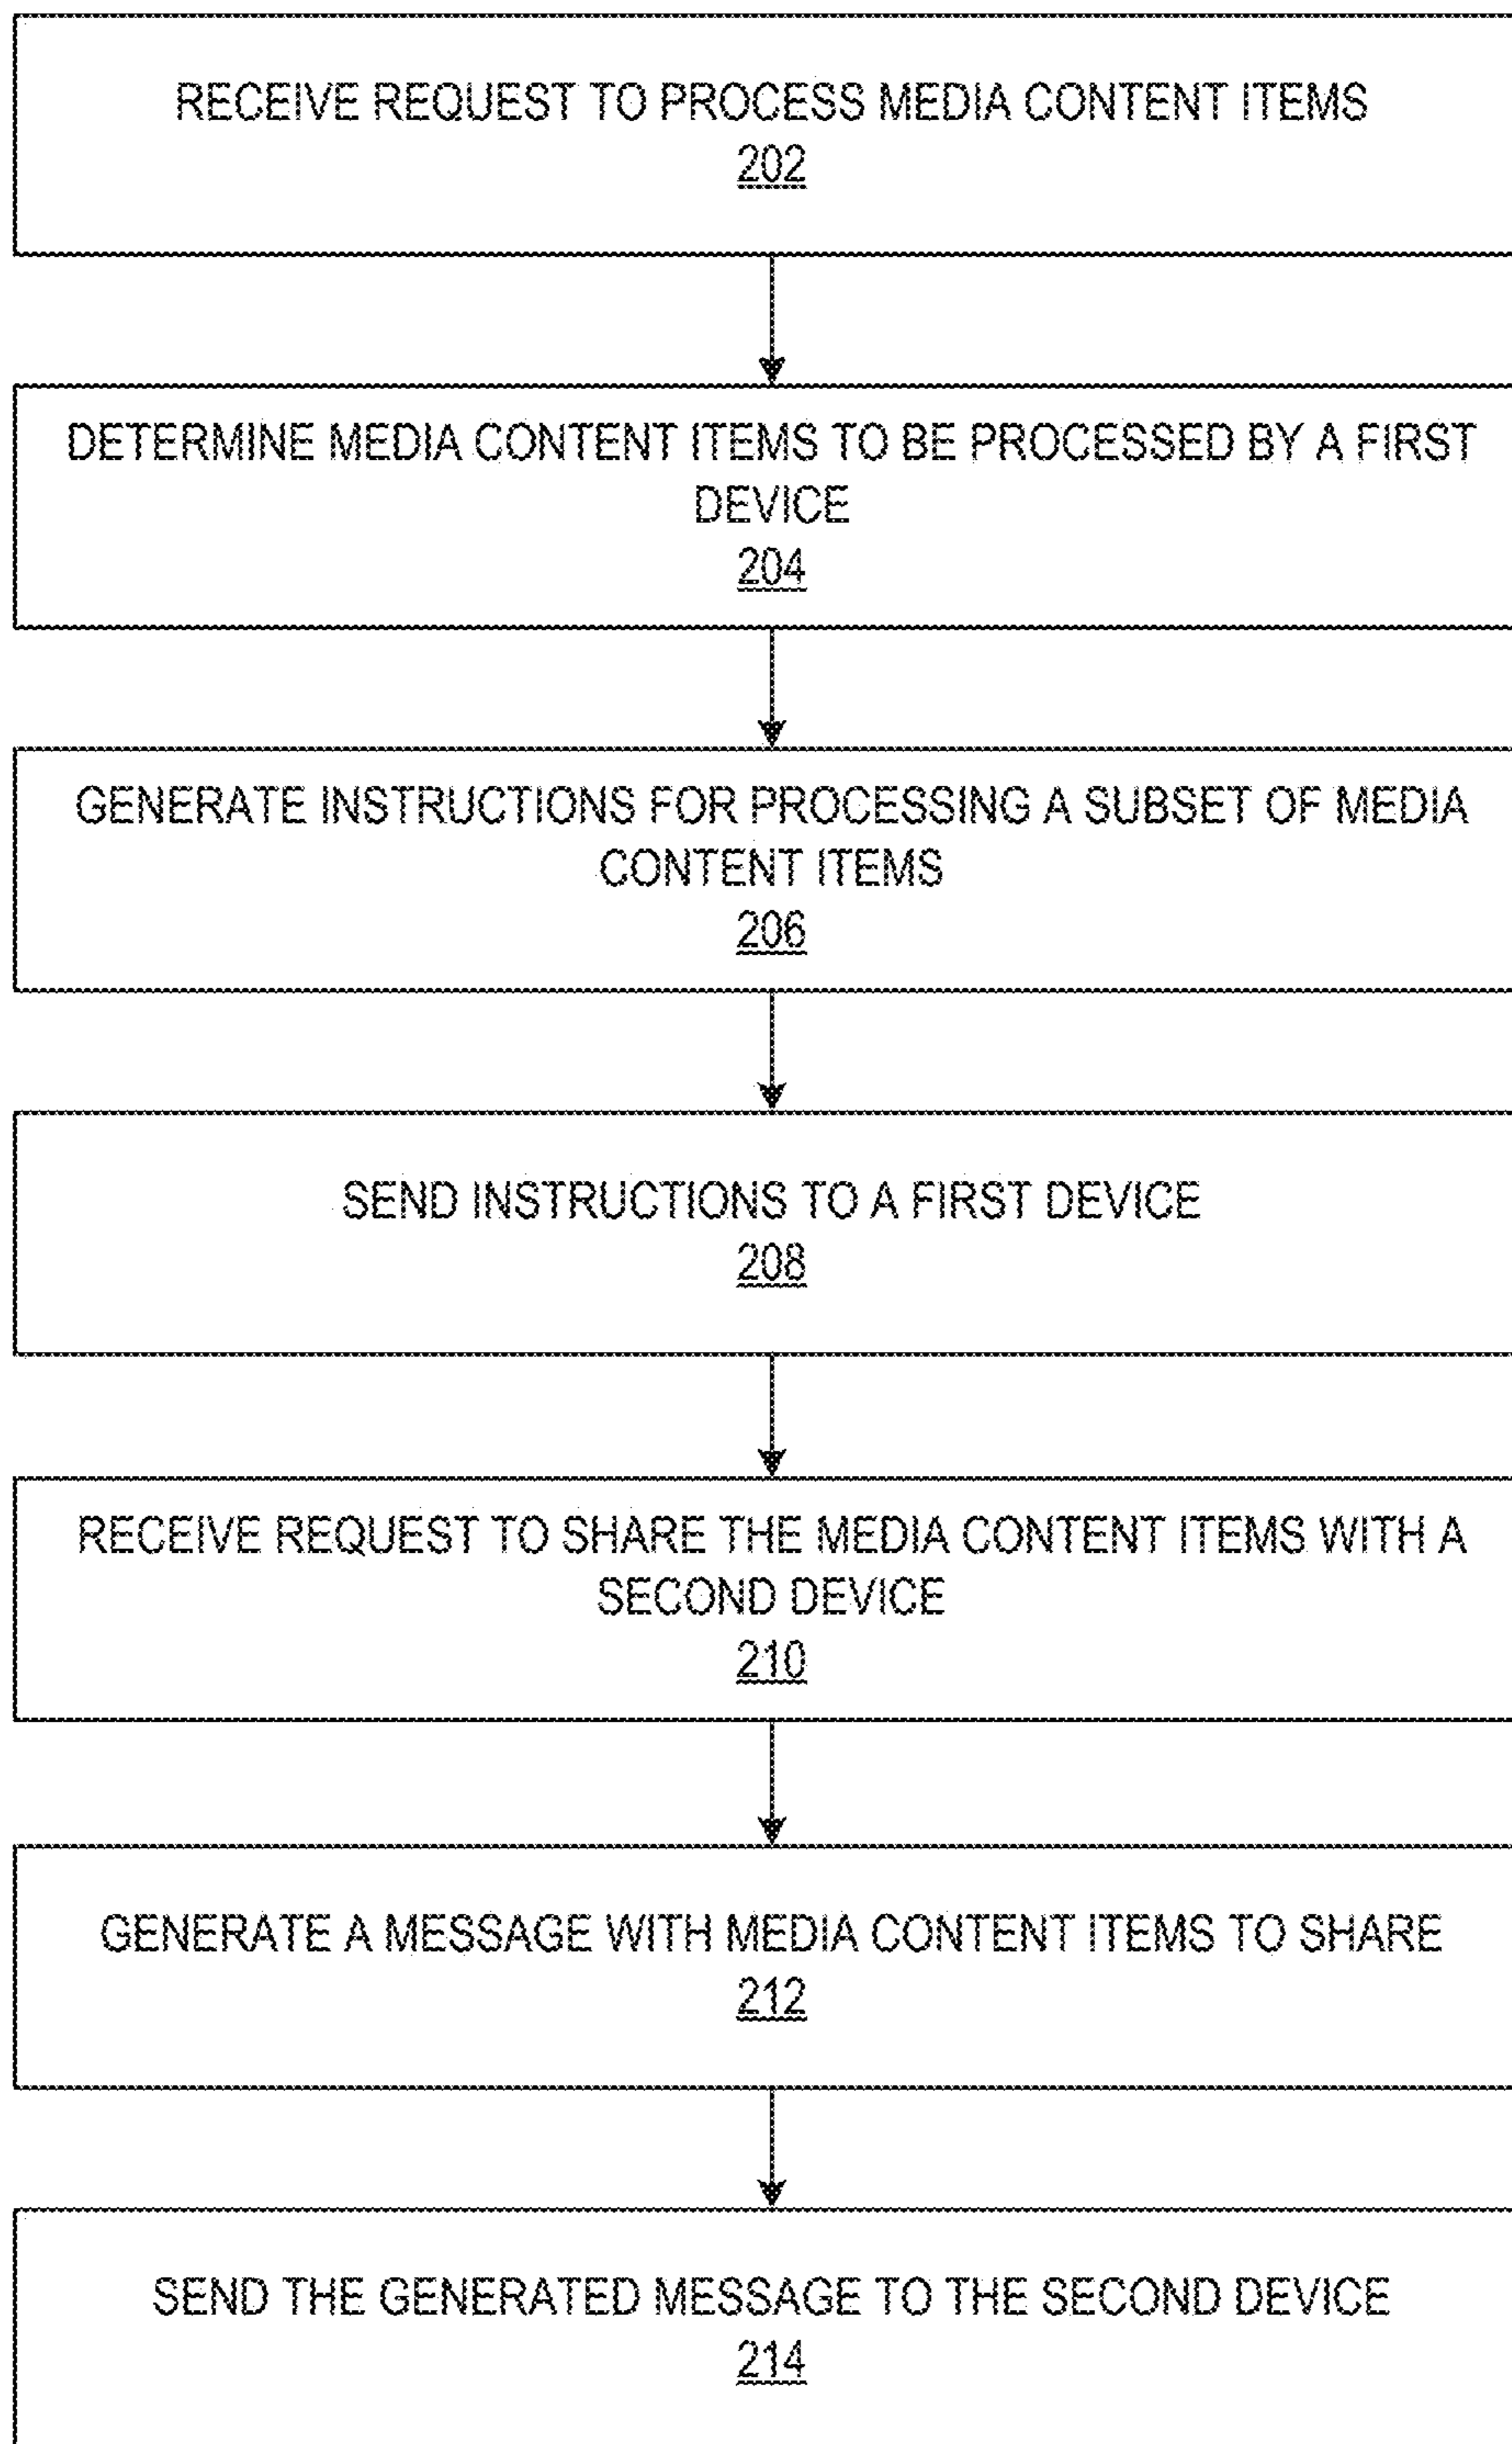 RECEIVE REQUEST TO PROCESS MEDIA CONTENT ITEMS
202
DETERMINE MEDIA CONTENT ITEMS TO BE PROCESSED BY A FIRST
DEVICE
204
GENERATE INSTRUCTIONS FOR PROCESSING A SUBSET OF MEDIA
CONTENT ITEMS
206
SEND INSTRUCTIONS TO A FIRST DEVICE
208
RECEIVE REQUEST TO SHARE THE MEDIA CONTENT ITEMS WITH A
SECOND DEVICE
210
GENERATE A MESSAGE WITH MEDIA CONTENT ITEMS TO SHARE
212
SEND THE GENERATED MESSAGE TO THE SECOND DEVICE
214